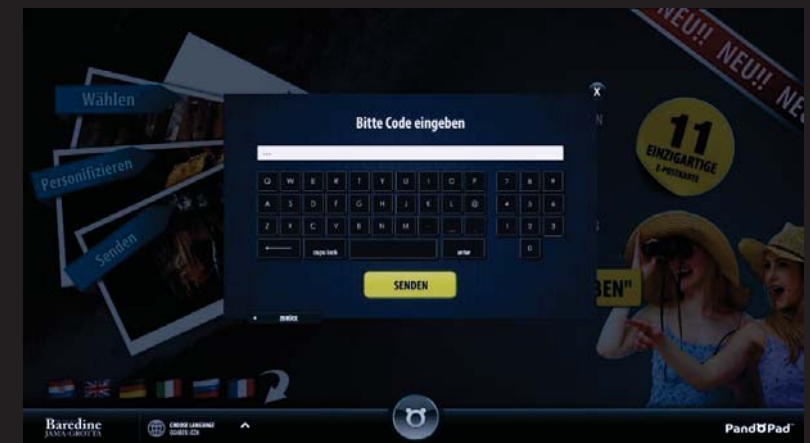 NEU!! NEU!! NE
Wählen
Personifizieren
Senden
X
Bitte Code eingeben
...
Q W E R T Y U I O P 7 8 9
A S D F G H J K L @ 4 5 6
Z X C V B N M - _ . 1 2 3
caps lock enter 0
SENDEN
zurück
11
EINZIGARTIGE
E-POSTKARTE
BEN"
Baredine
JAMA-GROTTA
CHOOSE LANGUAGE
PandoPad